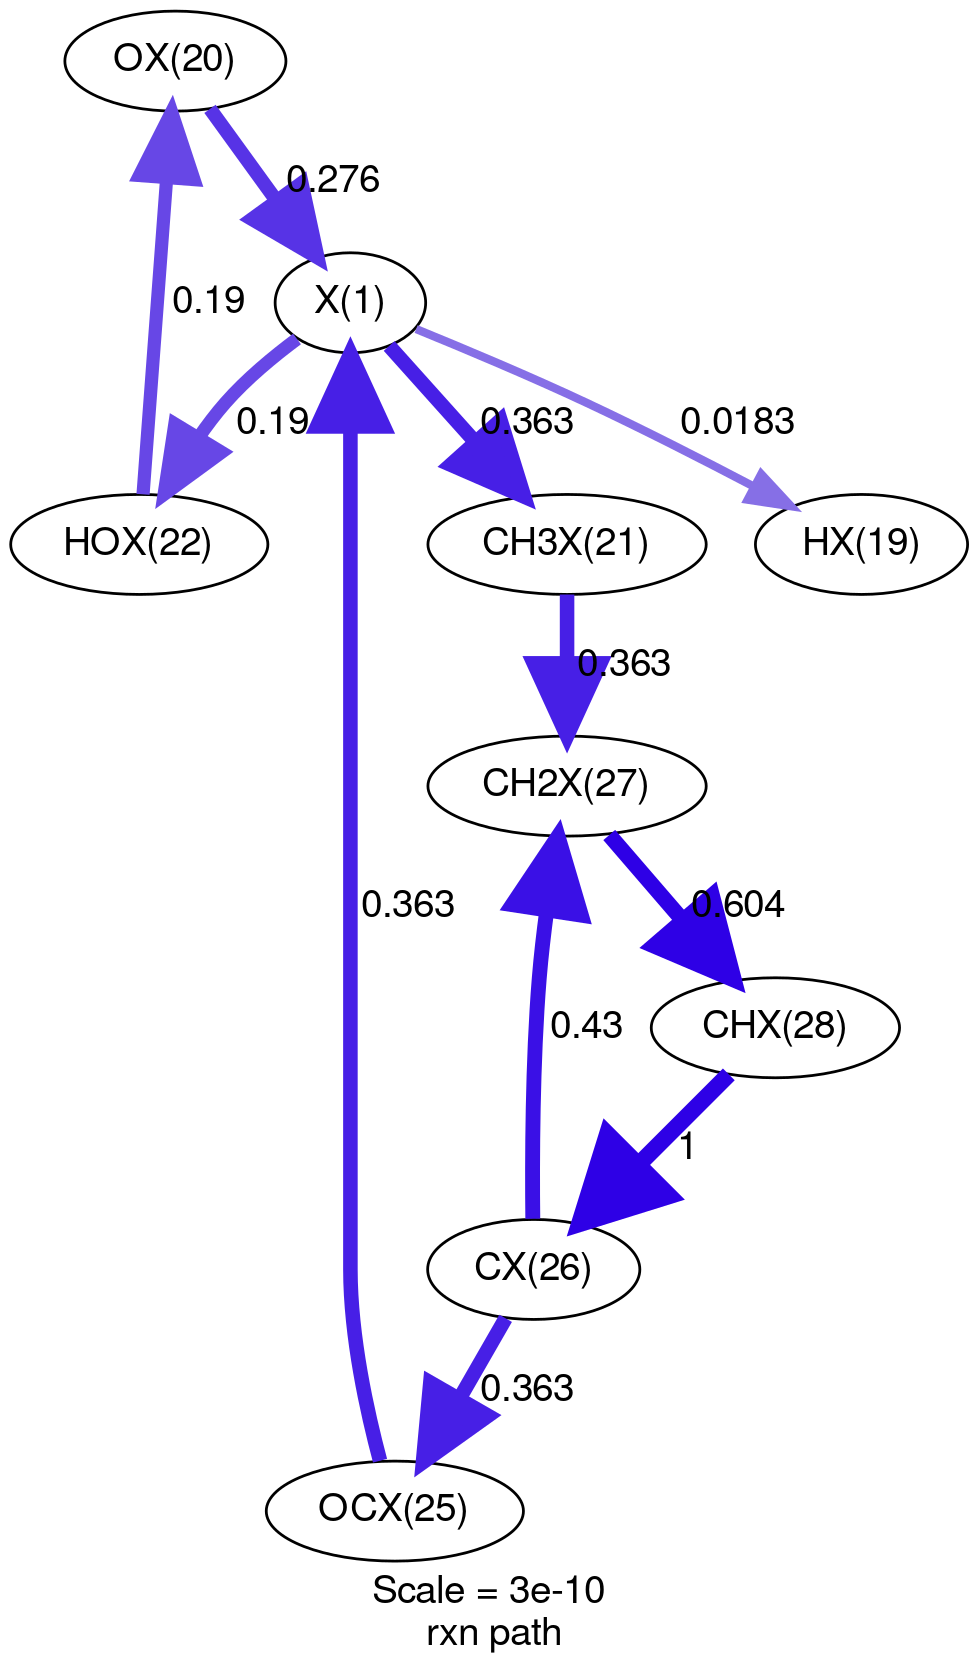 OX(20)
0.276
0.19
X(1)
0.19
0.363
0.0183
HOX(22)
CH3X(21)
HX(19)
0.363
CH2X(27)
0.363
0.604
0.43
CHX(28)
1
CX(26)
0.363
OCX(25)
Scale = 3e-10
rxn path